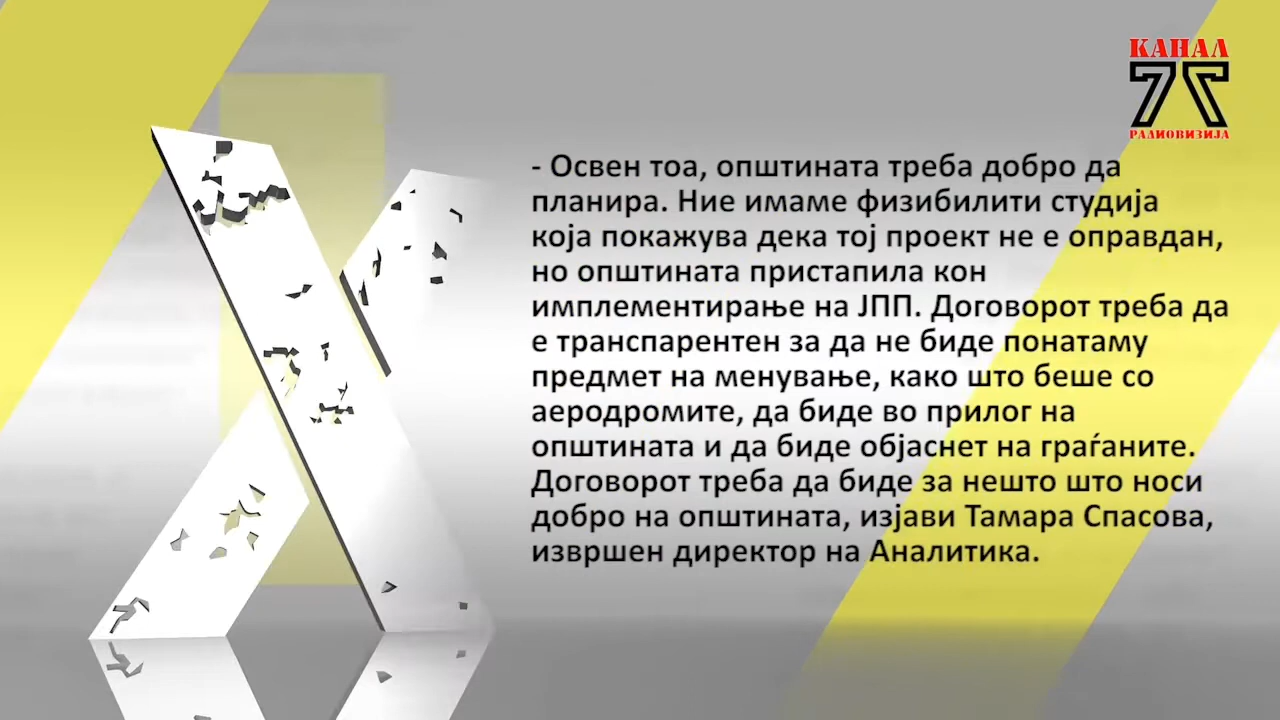 КАНАЛ
77
РАДИОВИЗИЈА
- Освен тоа, општината треба добро да
планира. Ние имаме физибилити студија
која покажува дека тој проект не е оправдан,
но општината пристапила кон
имплементирање на ЈПП. Договорот треба да
е транспарентен за да не биде понатаму
предмет на менување, како што беше со
аеродромите, да биде во прилог на
општината и да биде објаснет на граѓаните.
Договорот треба да биде за нешто што носи
добро на општината, изјави Тамара Спасова,
извршен директор на Аналитика.